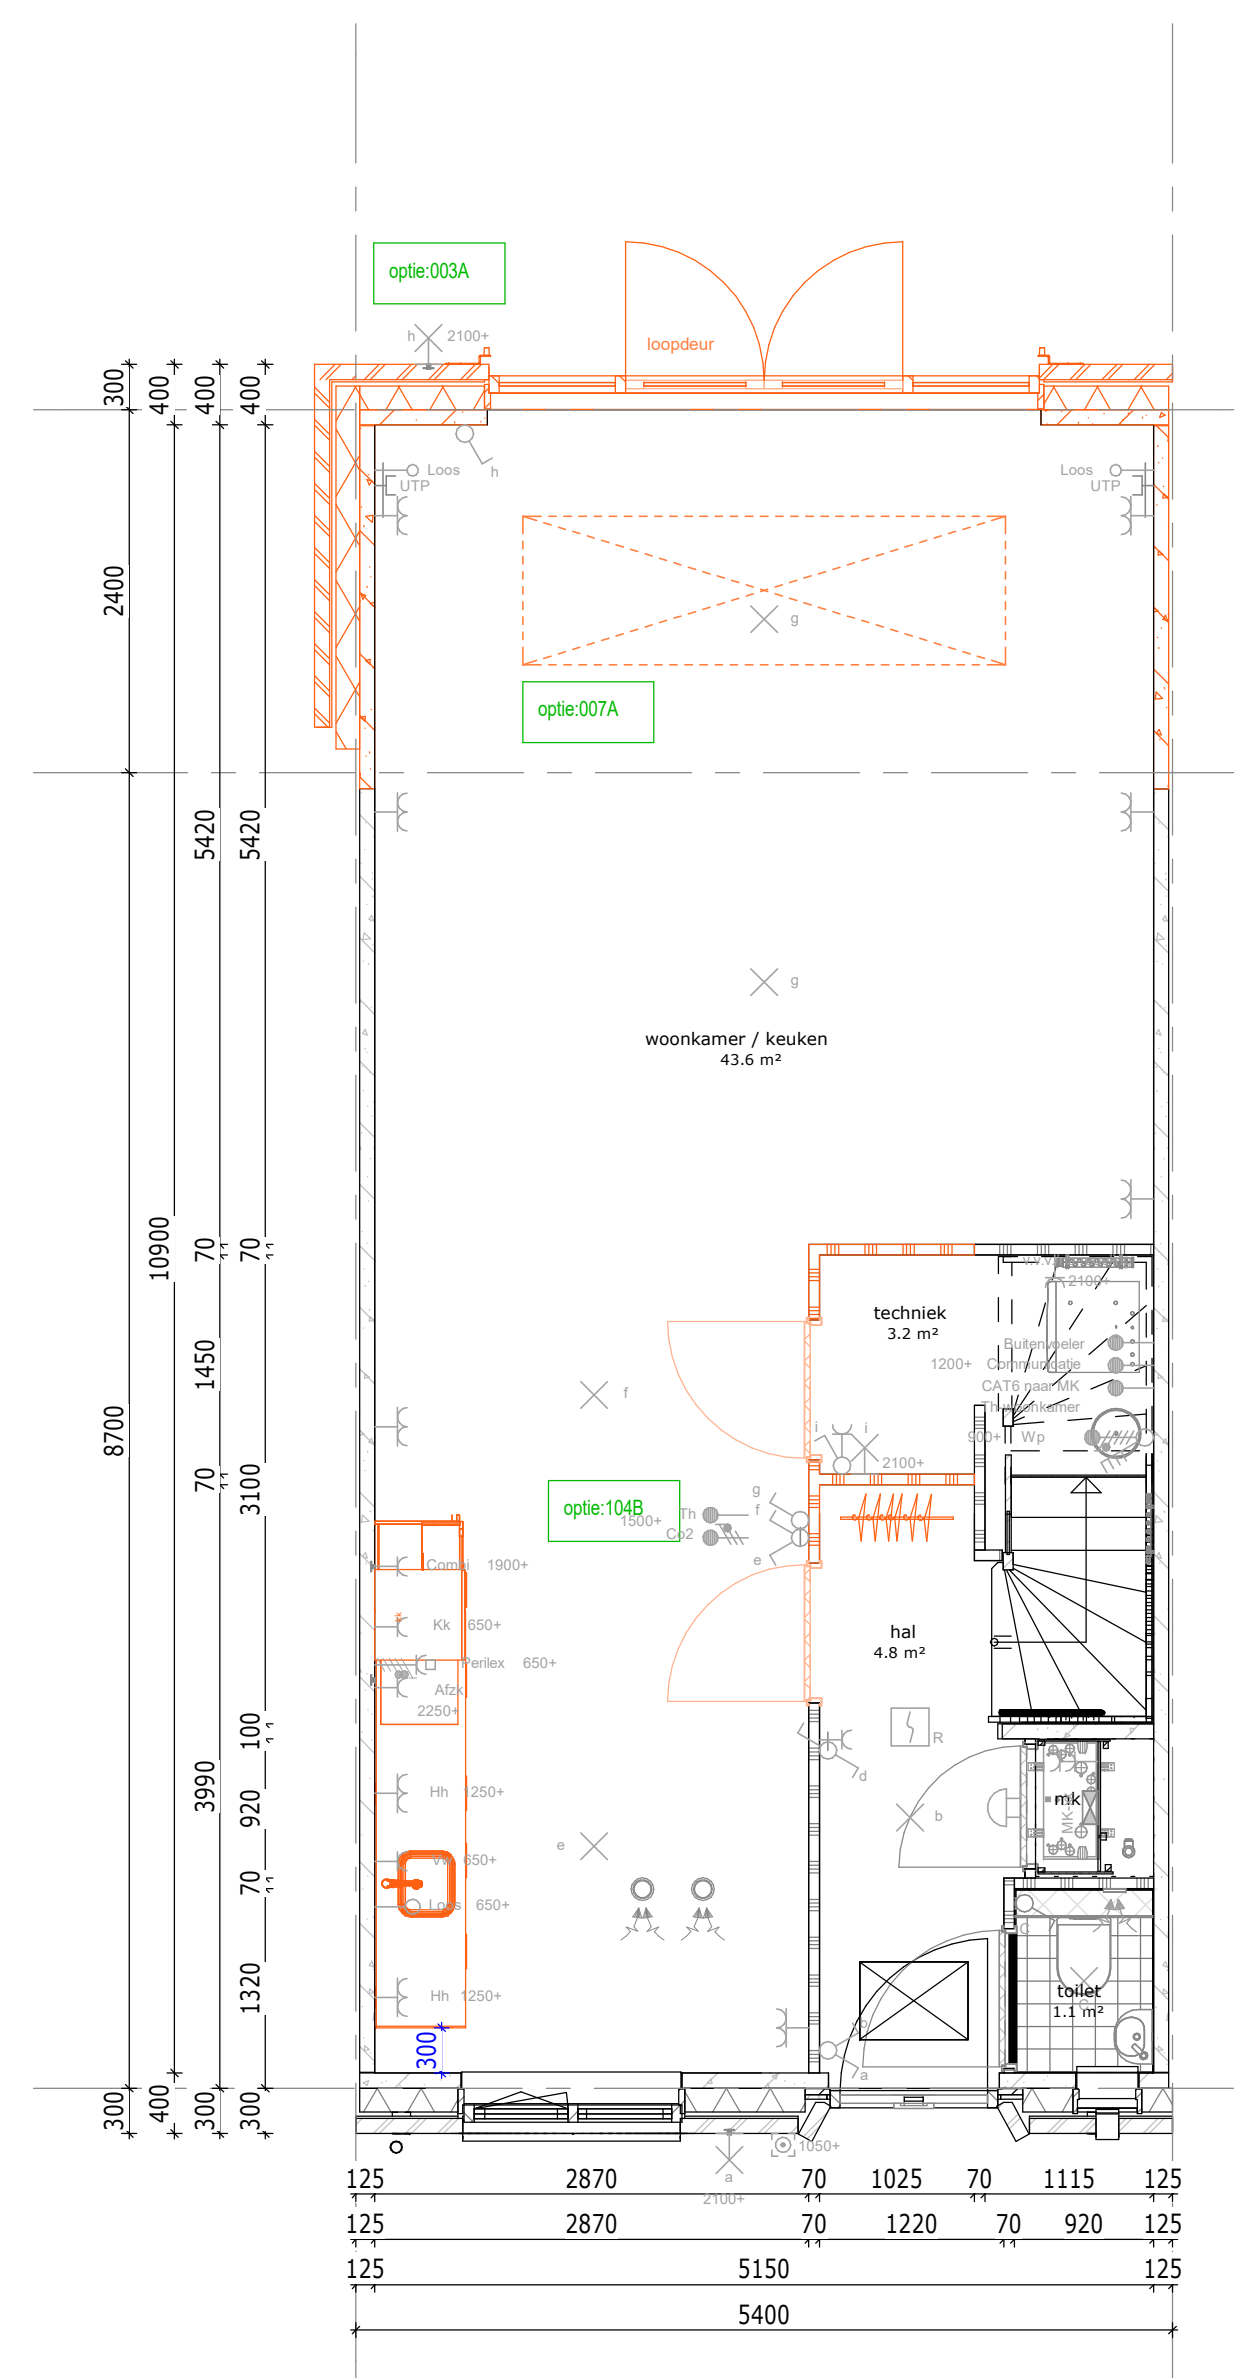 optie:003A
h 2100+
loopdeur
300
400
400
400
h
Loos
UTP
Loos
UTP
g
optie:007A
2400
5420
5420
g
woonkamer / keuken
43.6 m²
10900
70
70
techniek
3.2 m²
2100+
Buitenvoeler
1200+ Communicatie
CAT6 naar MK
Th woonkamer
900+ Wp
1450
f
8700
i
i
2100+
70
3100
optie:104B
1500+
Th
Co2
g
f
e
Combi 1900+
Kk 650+
hal
4.8 m²
Perilex 650+
Afzk
2250+
100
R
d
3990
920
Hh 1250+
b
mk
e
Vw 650+
70
Loos 650+
c
1320
Hh 1250+
toilet
1.1 m²
c
b
a
300
300
400
300
300
1050+
a
2100+
125 2870 70 1025 70 1115 125
125 2870 70 1220 70 920 125
125 5150 125
5400